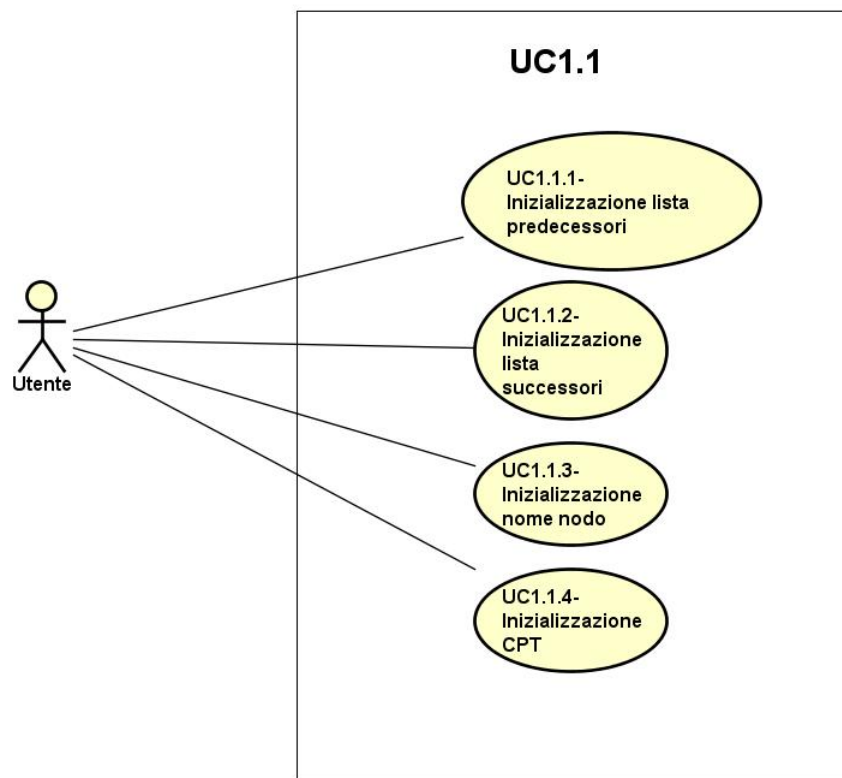 UC1.1
UC1.1.1-
Inizializzazione lista
predecessori
UC1.1.2-
Inizializzazione
lista
successori
Utente
UC1.1.3-
Inizializzazione
nome nodo
UC1.1.4-
Inizializzazione
CPT